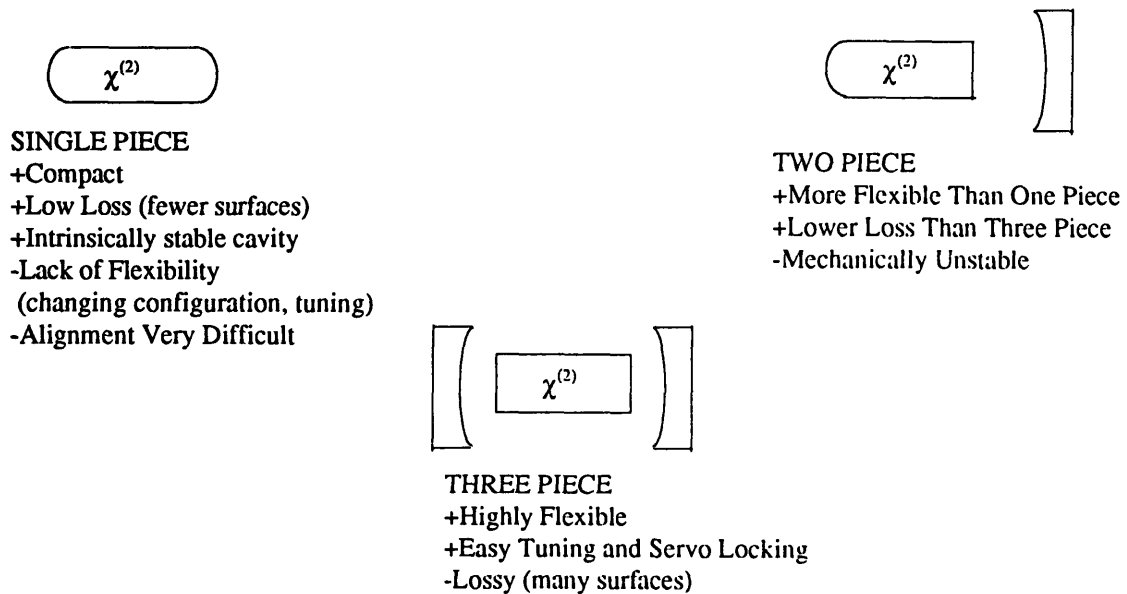 χ(2)
SINGLE PIECE
+Compact
+Low Loss (fewer surfaces)
+Intrinsically stable cavity
-Lack of Flexibility
(changing configuration, tuning)
-Alignment Very Difficult
χ(2)
TWO PIECE
+More Flexible Than One Piece
+Lower Loss Than Three Piece
-Mechanically Unstable
χ(2)
THREE PIECE
+Highly Flexible
+Easy Tuning and Servo Locking
-Lossy (many surfaces)